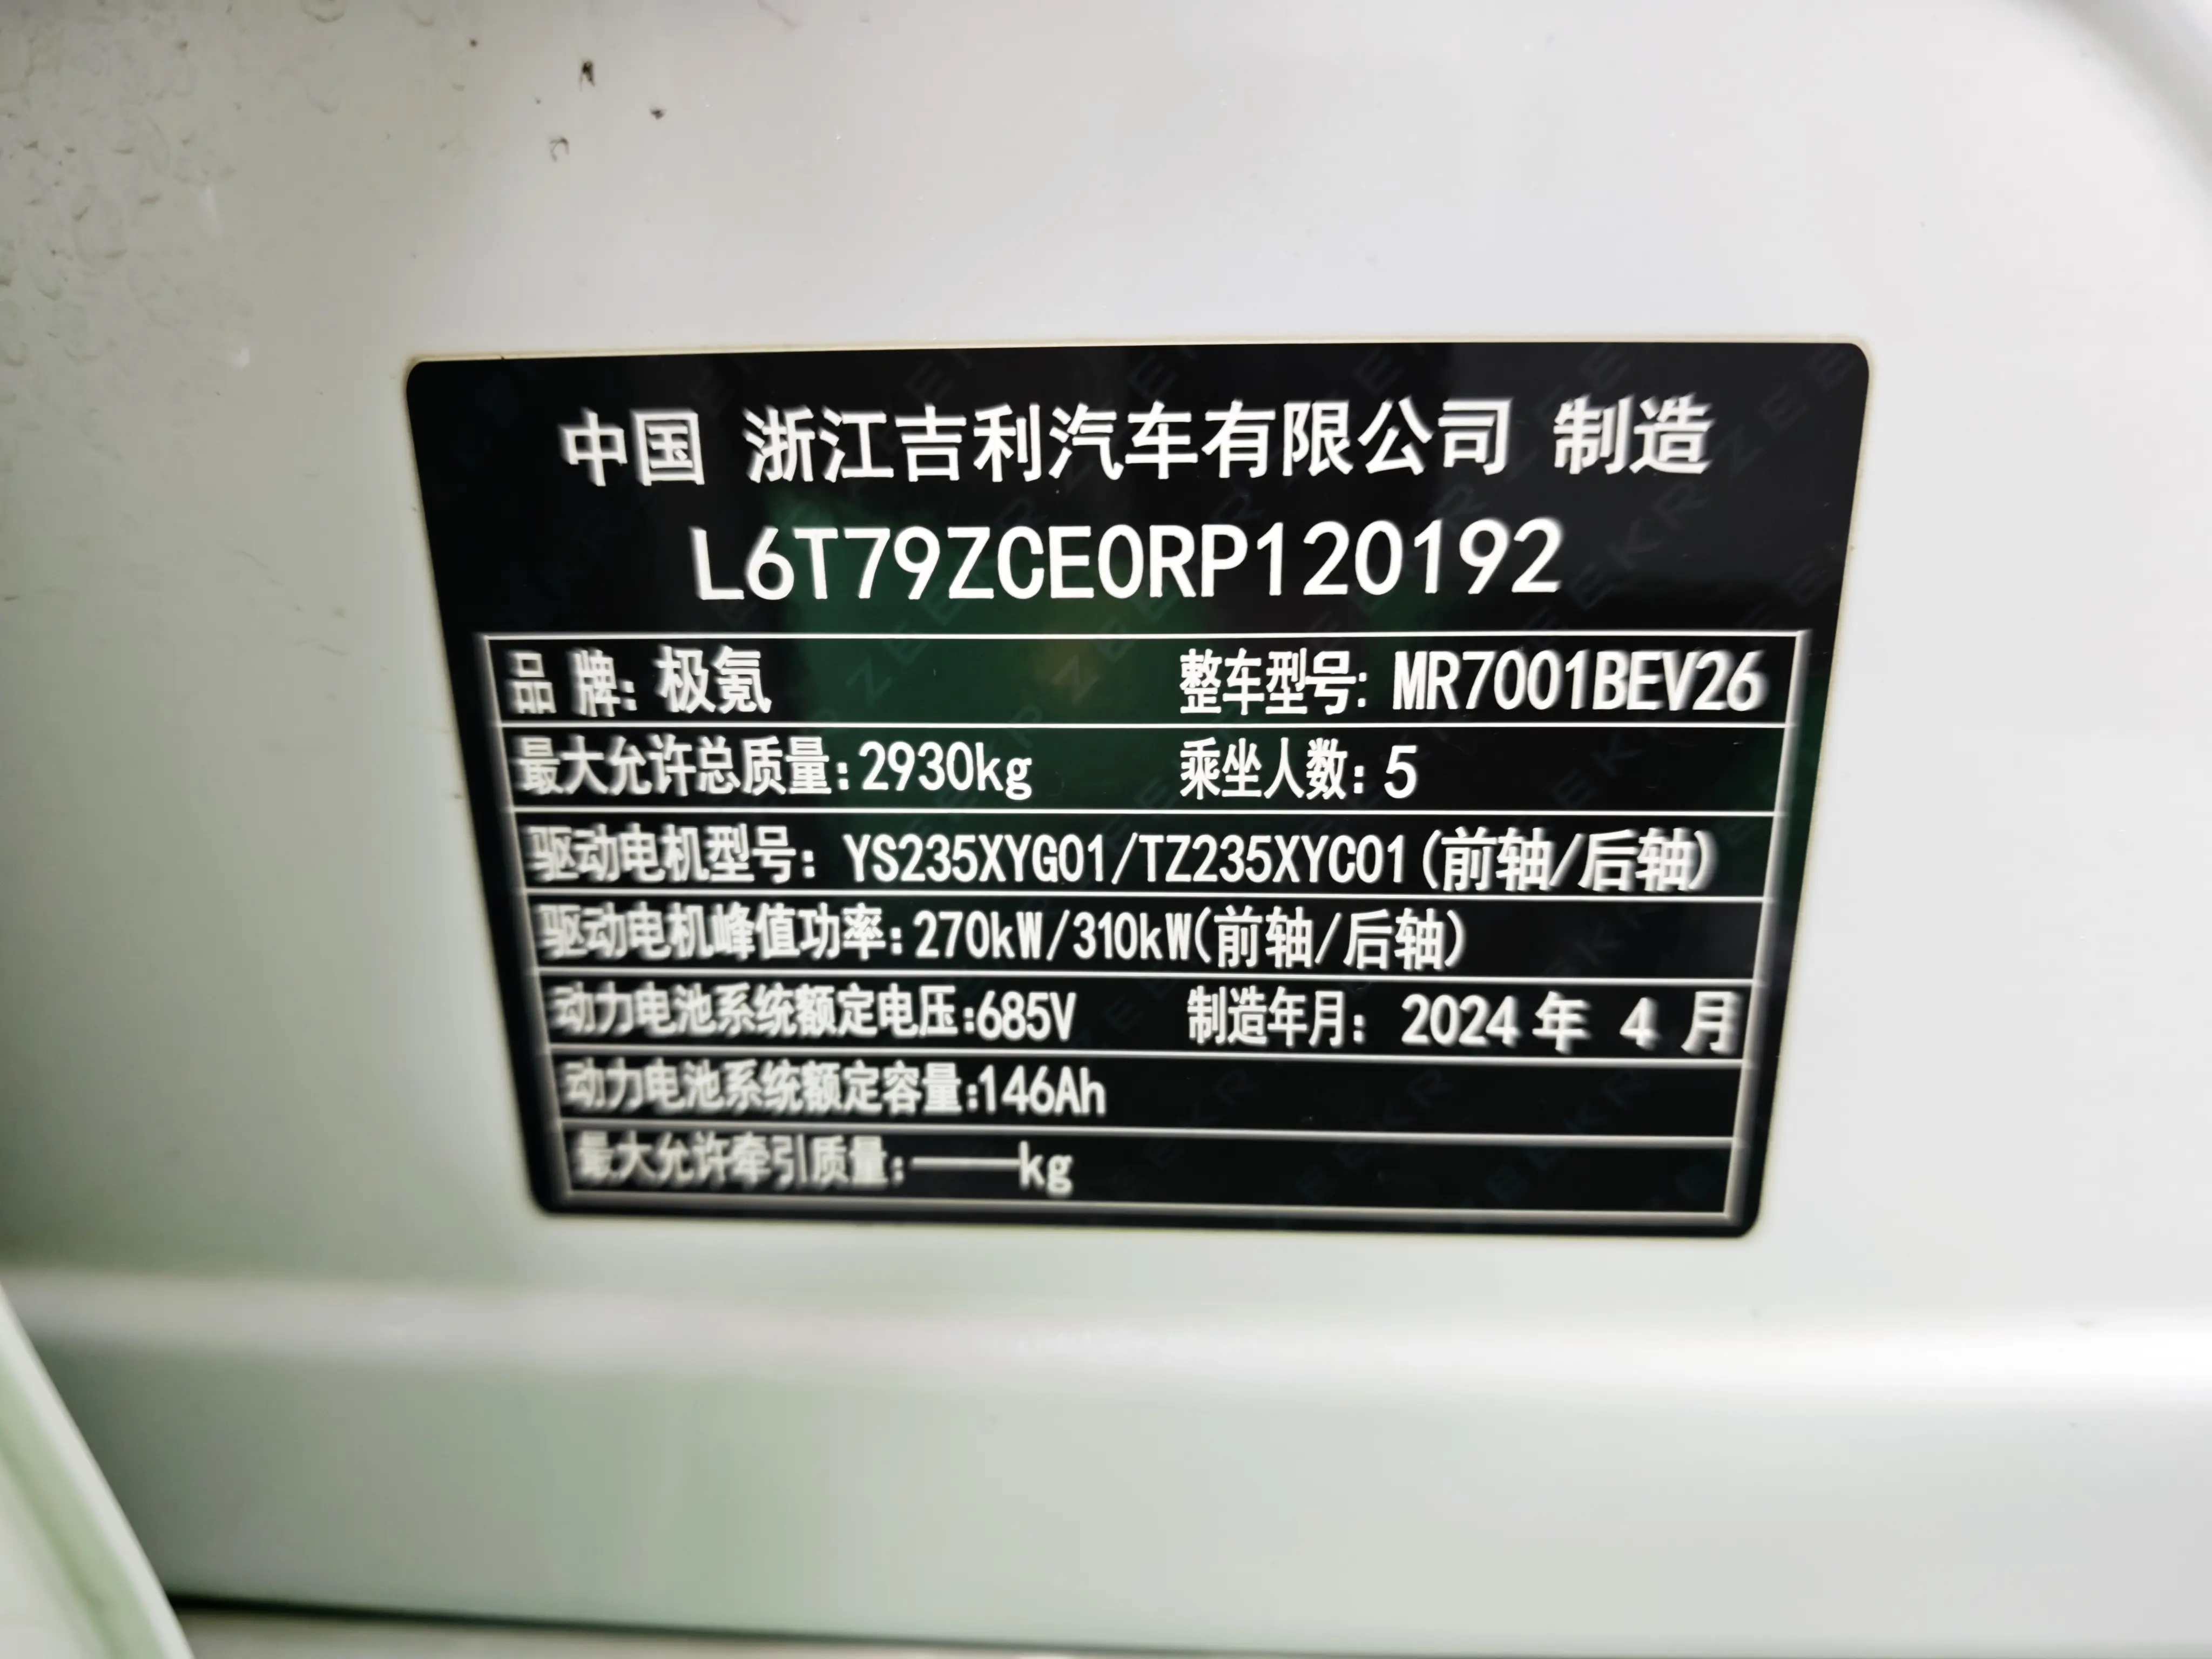 中国 浙江吉利汽车有限公司 制造
L6T79ZCE0RP120192
品 牌: 极氪 整车型号: MR7001BEV26
最大允许总质量:2930kg 乘坐人数: 5
驱动电机型号: YS235XYG01/TZ235XYC01(前轴/后轴)
驱动电机峰值功率:270kW/310kW(前轴/后轴)
动力电池系统额定电压:685V 制造年月: 2024 年 4 月
动力电池系统额定容量:146Ah
最大允许牵引质量:——kg